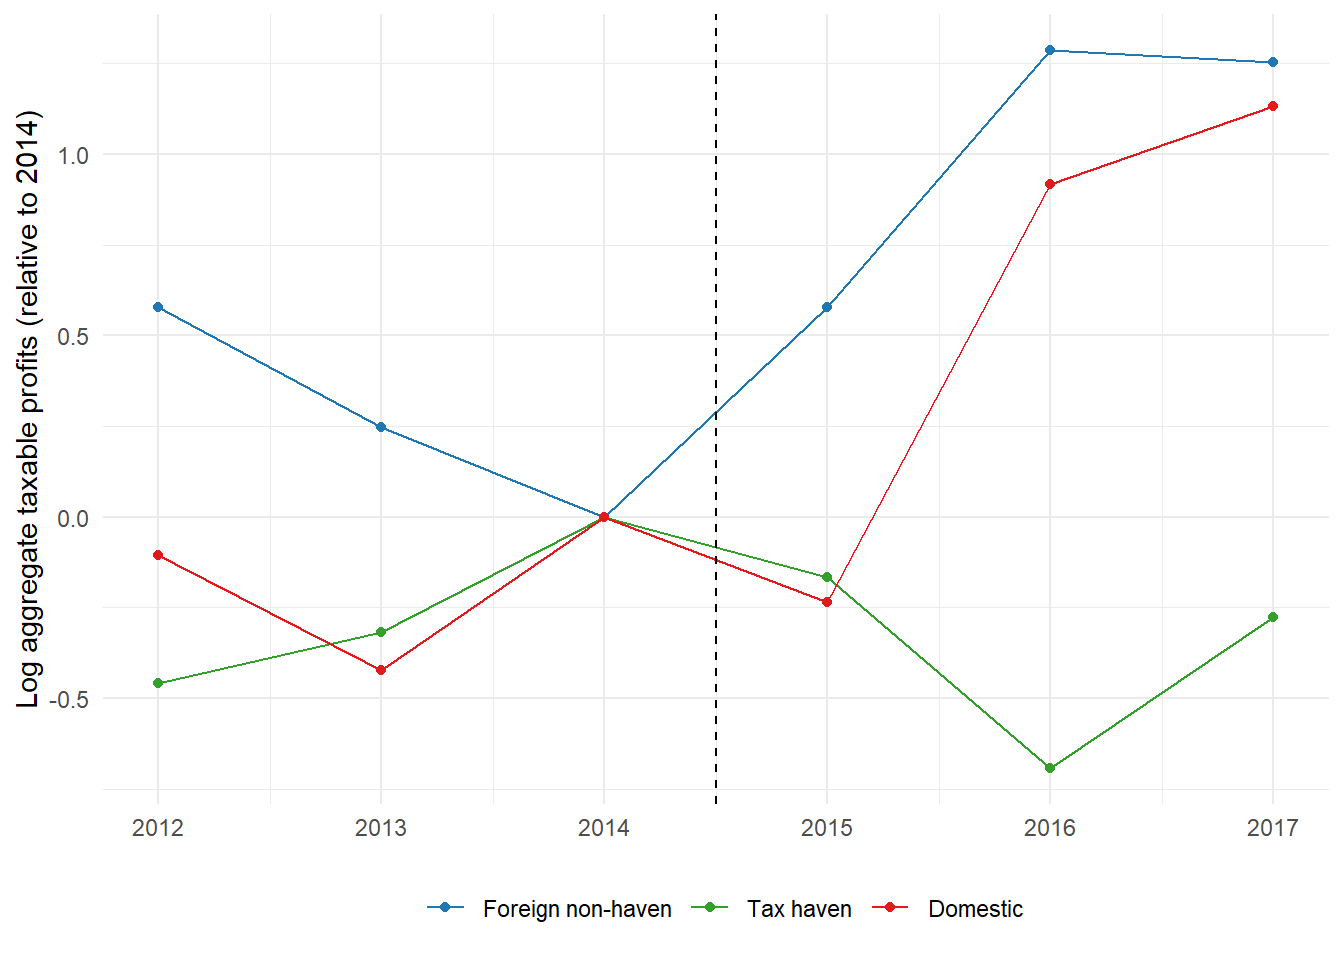 Log aggregate taxable profits (relative to 2014)
1.0
0.5
0.0
-0.5
2012 2013 2014 2015 2016 2017
Foreign non-haven Tax haven Domestic